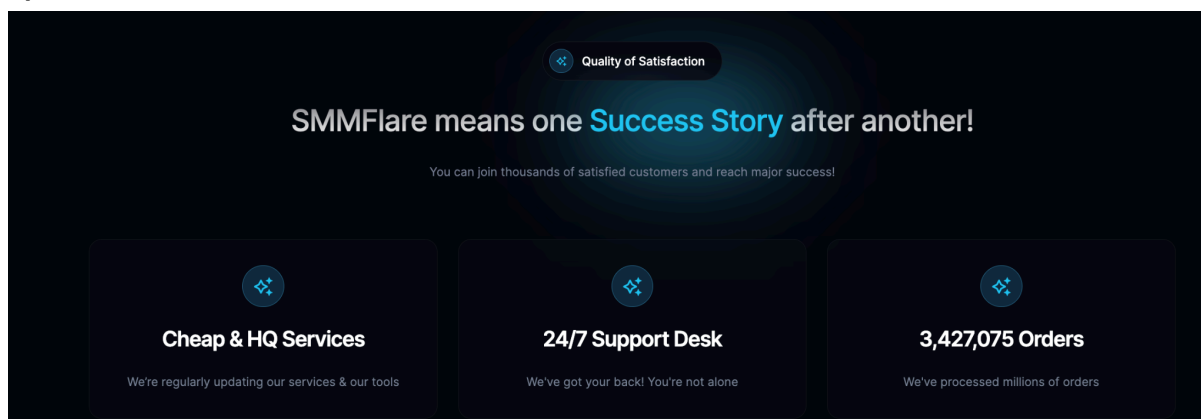 Quality of Satisfaction
SMMFlare means one Success Story after another!
You can join thousands of satisfied customers and reach major success!
Cheap & HQ Services
We're regularly updating our services & our tools
24/7 Support Desk
We've got your back! You're not alone
3,427,075 Orders
We've processed millions of orders